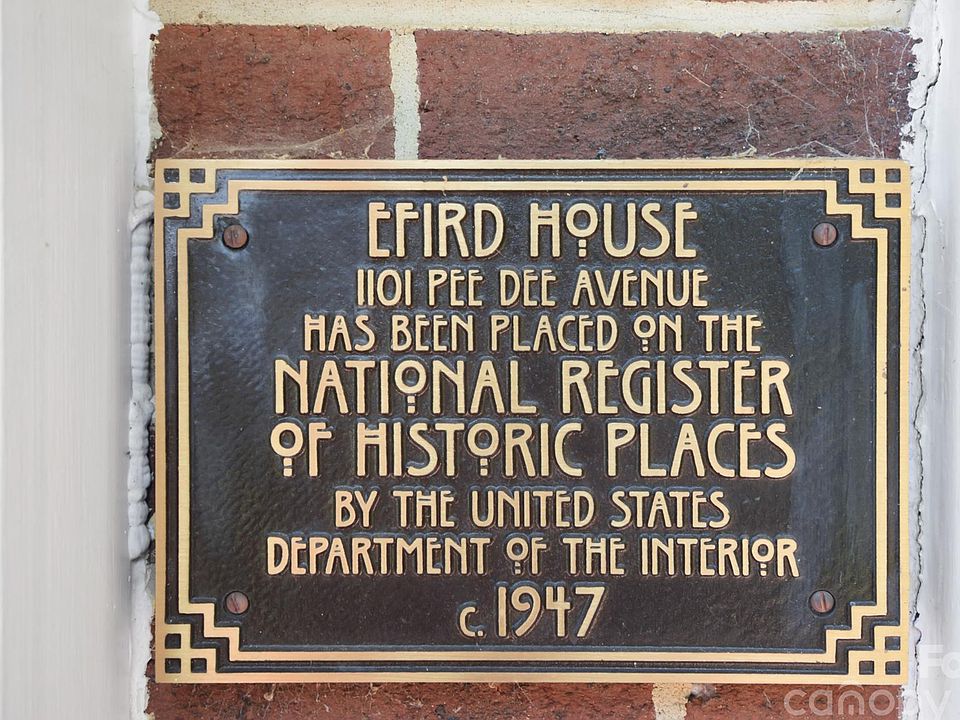 EFIRD HOUSE
1101 PEE DEE AVENUE
HAS BEEN PLACED ON THE
NATIONAL REGISTER
OF HISTORIC PLACES
BY THE UNITED STATES
DEPARTMENT OF THE INTERIOR
c. 1947
canopy